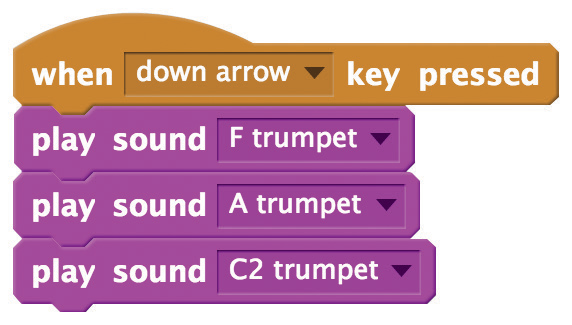 when down arrow key pressed
play sound F trumpet
play sound A trumpet
play sound C2 trumpet